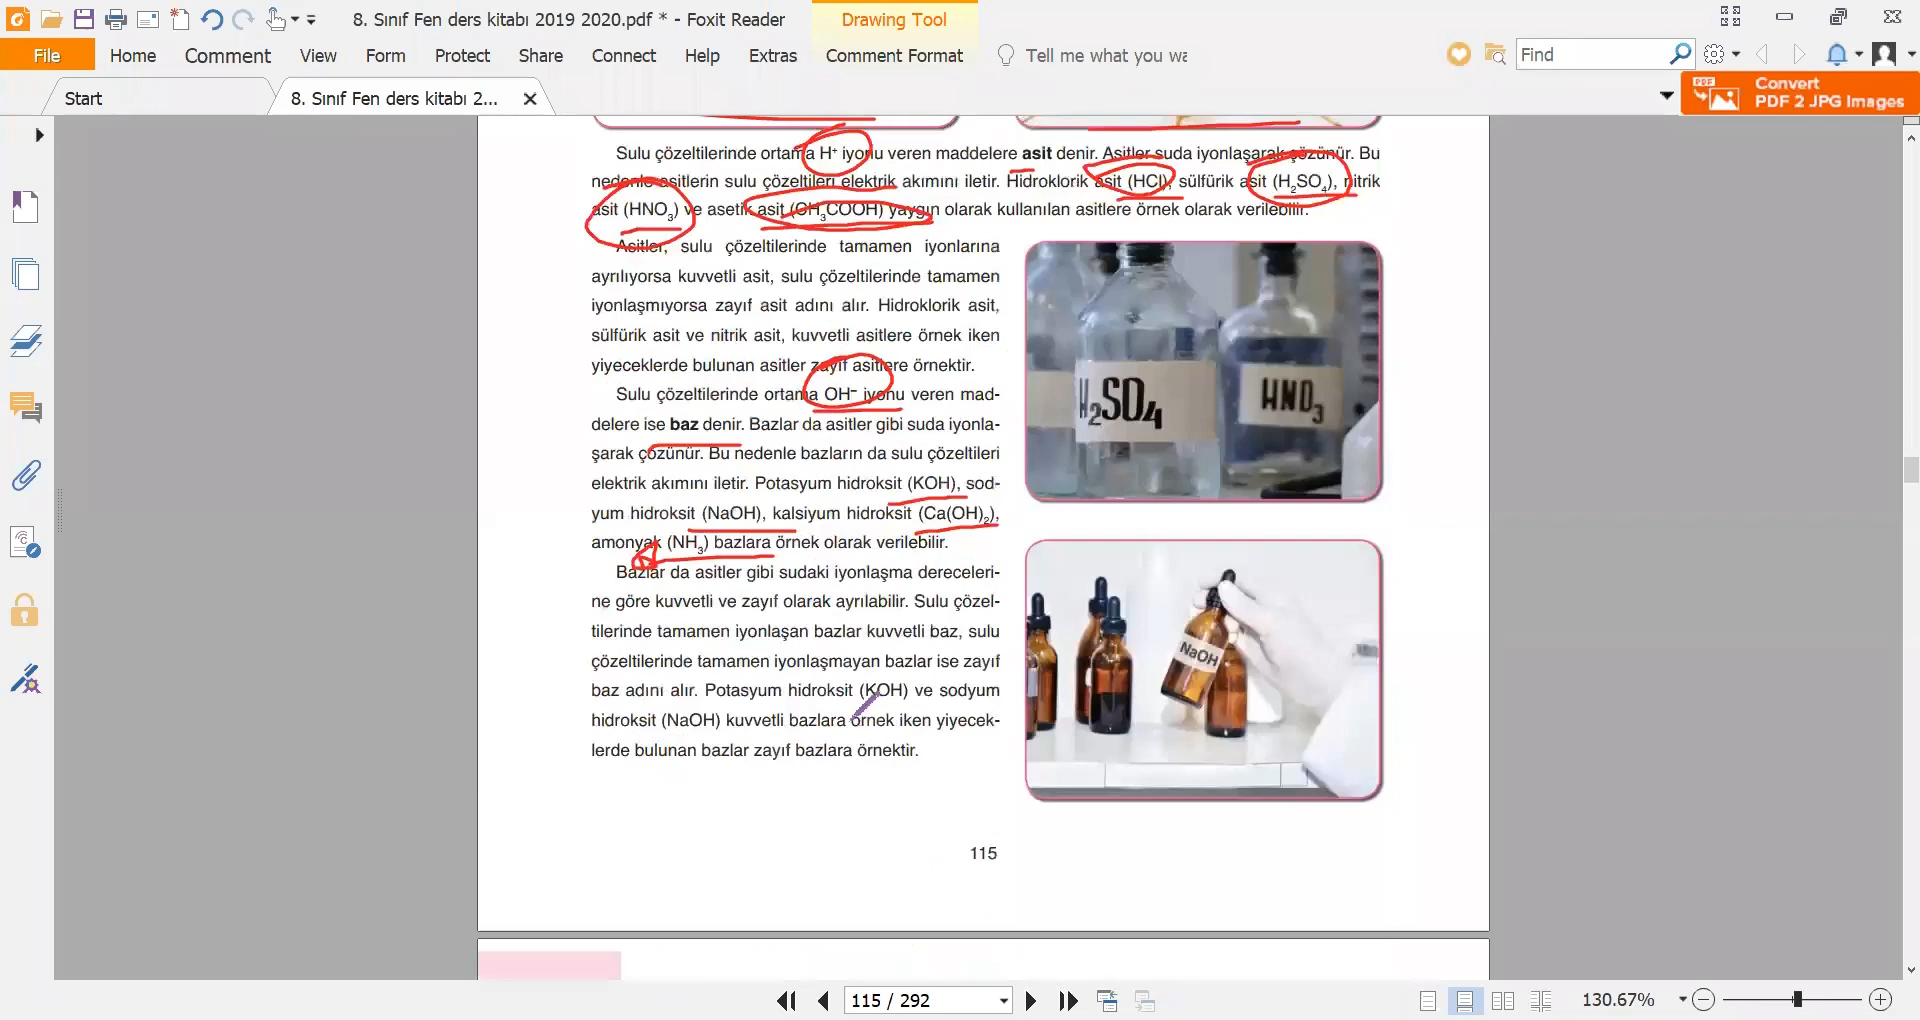 8. Sınıf Fen ders kitabı 2019 2020.pdf * - Foxit Reader
Drawing Tool
File Home Comment View Form Protect Share Connect Help Extras Comment Format Tell me what you wa Find
Start
8. Sınıf Fen ders kitabı 2...
PDF
Convert
PDF 2 JPG Images
Sulu çözeltilerinde ortama H⁺ iyonu veren maddelere asit denir. Asitler suda iyonlaşarak çözünür. Bu
nedenle asitlerin sulu çözeltileri elektrik akımını iletir. Hidroklorik asit (HCl), sülfürik asit (H₂SO₄), nitrik
asit (HNO₃) ve asetik asit (CH₃COOH) yaygın olarak kullanılan asitlere örnek olarak verilebilir.
Asitler, sulu çözeltilerinde tamamen iyonlarına
ayrılıyorsa kuvvetli asit, sulu çözeltilerinde tamamen
iyonlaşmıyorsa zayıf asit adını alır. Hidroklorik asit,
sülfürik asit ve nitrik asit, kuvvetli asitlere örnek iken
yiyeceklerde bulunan asitler zayıf asitlere örnektir.
Sulu çözeltilerinde ortama OH⁻ iyonu veren mad-
delere ise baz denir. Bazlar da asitler gibi suda iyonla-
şarak çözünür. Bu nedenle bazların da sulu çözeltileri
elektrik akımını iletir. Potasyum hidroksit (KOH), sod-
yum hidroksit (NaOH), kalsiyum hidroksit (Ca(OH)₂),
amonyak (NH₃) bazlara örnek olarak verilebilir.
Bazlar da asitler gibi sudaki iyonlaşma dereceleri-
ne göre kuvvetli ve zayıf olarak ayrılabilir. Sulu çözel-
tilerinde tamamen iyonlaşan bazlar kuvvetli baz, sulu
çözeltilerinde tamamen iyonlaşmayan bazlar ise zayıf
baz adını alır. Potasyum hidroksit (KOH) ve sodyum
hidroksit (NaOH) kuvvetli bazlara örnek iken yiyecek-
lerde bulunan bazlar zayıf bazlara örnektir.
H₂SO₄
HNO₃
NaOH
115
115 / 292
130.67%